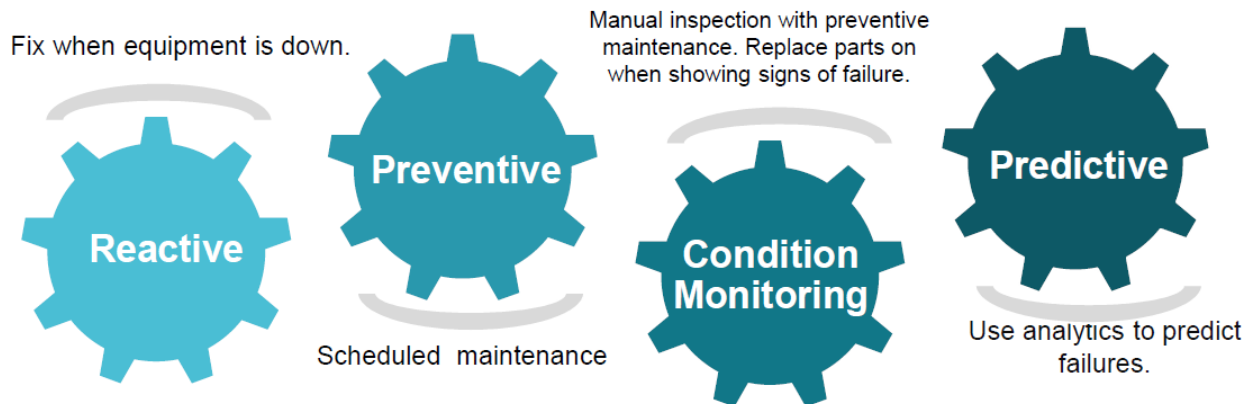 Fix when equipment is down.
Reactive
Preventive
Scheduled maintenance
Manual inspection with preventive
maintenance. Replace parts on
when showing signs of failure.
Condition
Monitoring
Predictive
Use analytics to predict
failures.